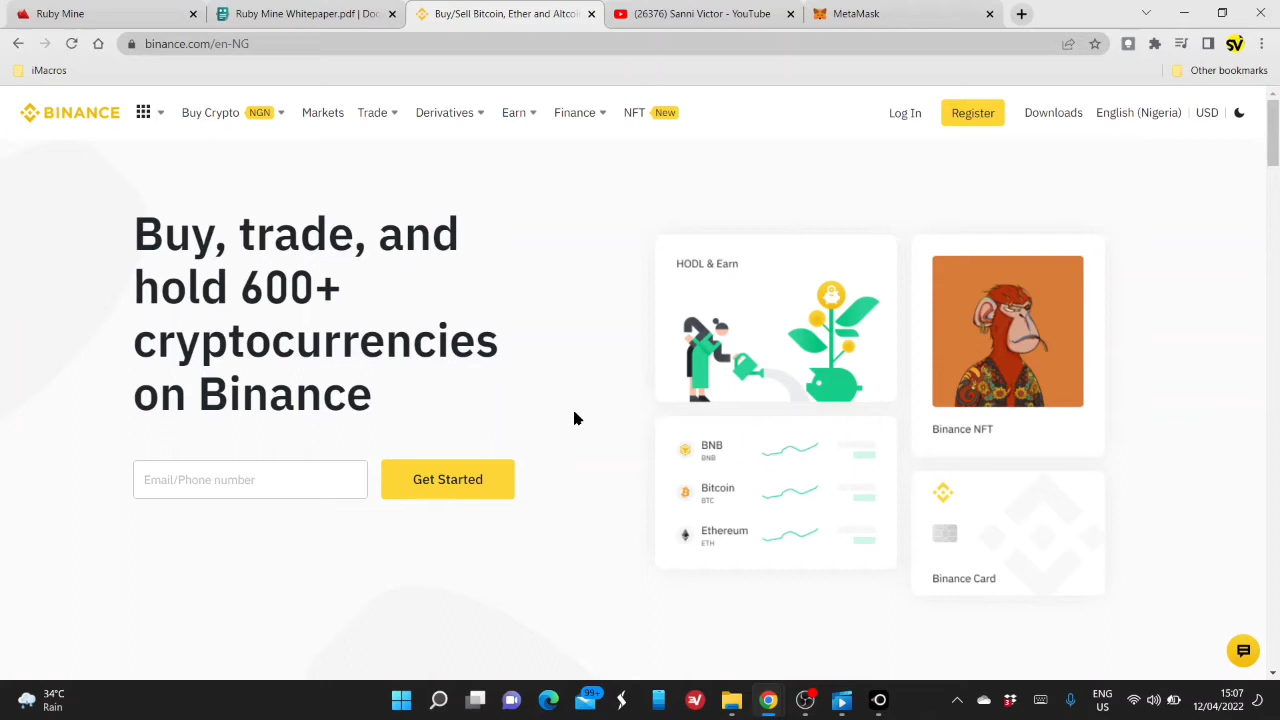 Ruby Mine
Ruby Mine Whitepaper.pdf | Doc
Buy/Sell Bitcoin, Ether and Altcoi
(26376) Sanni Victor - YouTube
MetaMask
binance.com/en-NG
SV
iMacros
Other bookmarks
BINANCE
Buy Crypto NGN
Markets
Trade
Derivatives
Earn
Finance
NFT New
Log In
Register
Downloads
English (Nigeria)
USD
Buy, trade, and
hold 600+
cryptocurrencies
on Binance
Email/Phone number
Get Started
HODL & Earn
BNB
BNB
Bitcoin
BTC
Ethereum
ETH
Binance NFT
Binance Card
34°C
Rain
99+
ENG
US
15:07
12/04/2022